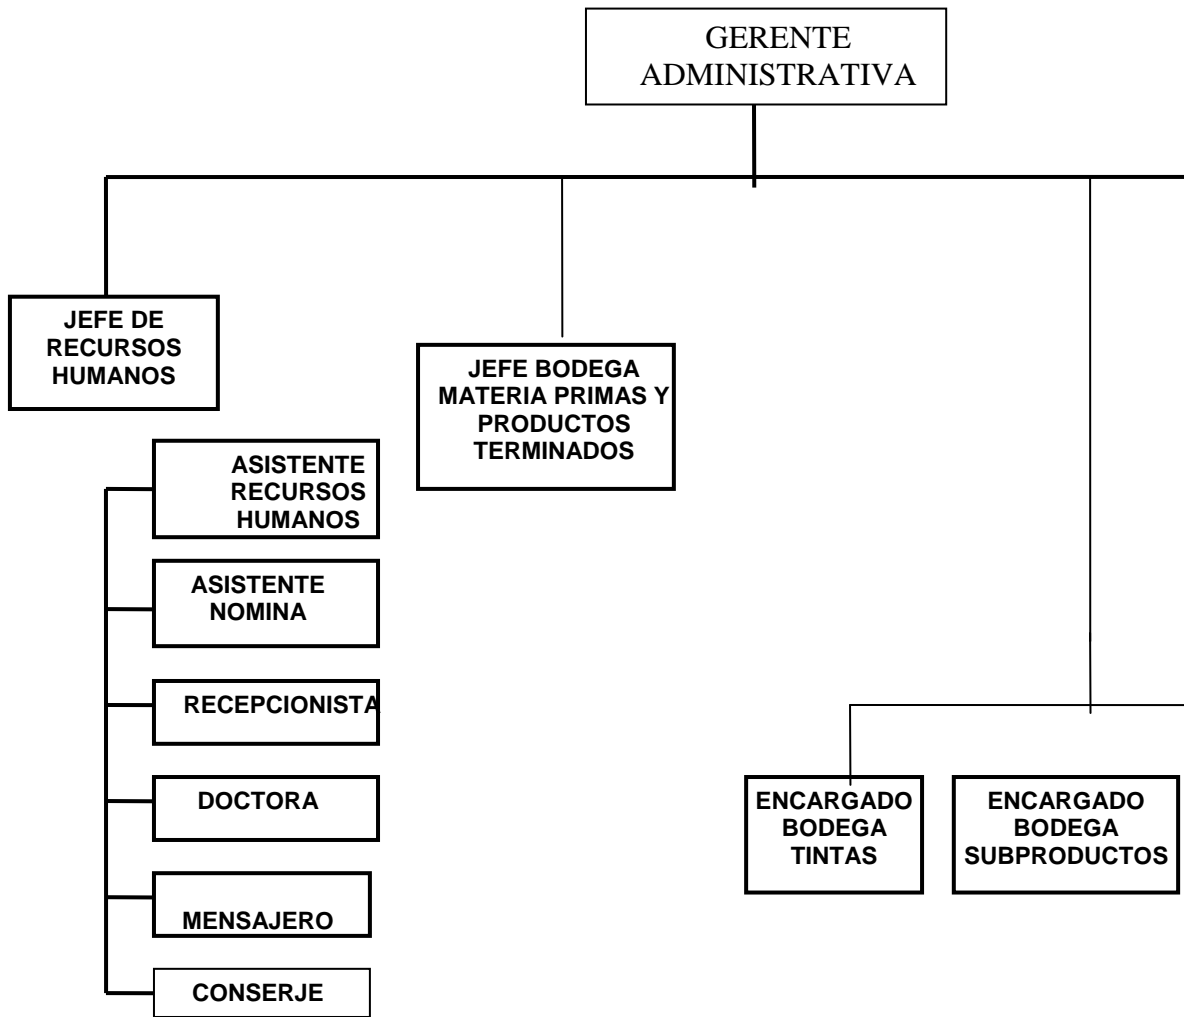 GERENTE
ADMINISTRATIVA
JEFE DE
RECURSOS
HUMANOS
JEFE BODEGA
MATERIA PRIMAS Y
PRODUCTOS
TERMINADOS
ASISTENTE
RECURSOS
HUMANOS
ASISTENTE
NOMINA
RECEPCIONISTA
DOCTORA
MENSAJERO
CONSERJE
ENCARGADO
BODEGA
TINTAS
ENCARGADO
BODEGA
SUBPRODUCTOS